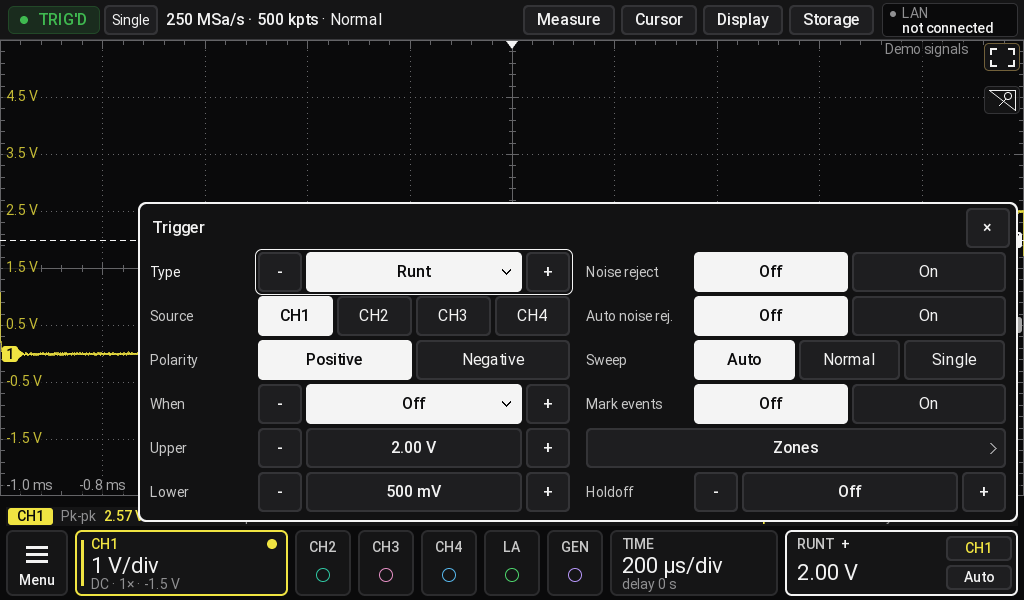 TRIG'D Single 250 MSa/s · 500 kpts · Normal Measure Cursor Display Storage LAN
not connected
Demo signals
4.5 V
3.5 V
2.5 V
Trigger ×
Type - Runt + Noise reject Off On
1.5 V
Source CH1 CH2 CH3 CH4 Auto noise rej. Off On
0.5 V
1
Polarity Positive Negative Sweep Auto Normal Single
-0.5 V
When - Off + Mark events Off On
-1.5 V
Upper - 2.00 V + Zones
-1.0 ms -0.8 ms
Lower - 500 mV + Holdoff - Off +
CH1 Pk-pk 2.57
Menu
CH1
1 V/div
DC · 1× · -1.5 V
CH2 CH3 CH4 LA GEN
TIME
200 µs/div
delay 0 s
RUNT + CH1
2.00 V Auto